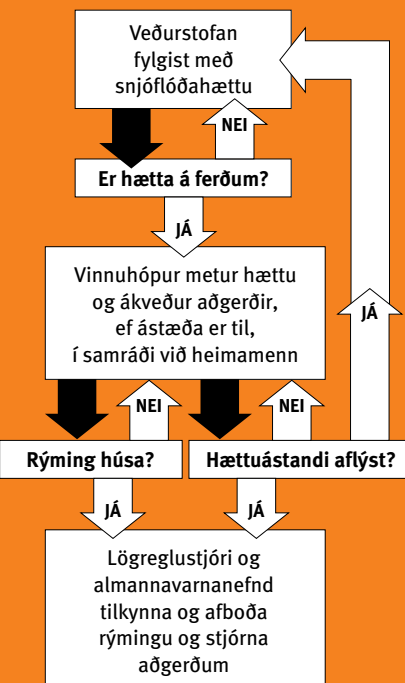 Veðurstofan
fylgist með
snjóflóðahættu
NEI
Er hætta á ferðum?
JÁ
Vinnuhópur metur hættu
og ákveður aðgerðir,
ef ástæða er til,
í samráði við heimamenn
JÁ
NEI
NEI
Rýming húsa?
Hættuástandi aflýst?
JÁ
JÁ
Lögreglustjóri og
almannavarnanefnd
tilkynna og afboða
rýmingu og stjórna
aðgerðum